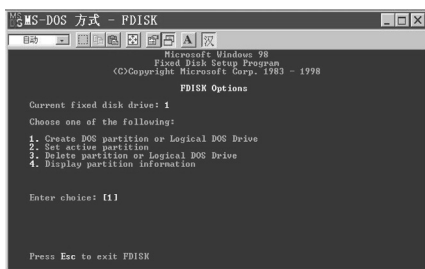 MS-DOS 方式 - FDISK
自动
A 汉
Microsoft Windows 98
Fixed Disk Setup Program
(C)Copyright Microsoft Corp. 1983 - 1998
FDISK Options
Current fixed disk drive: 1
Choose one of the following:
1. Create DOS partition or Logical DOS Drive
2. Set active partition
3. Delete partition or Logical DOS Drive
4. Display partition information
Enter choice: [1]
Press Esc to exit FDISK